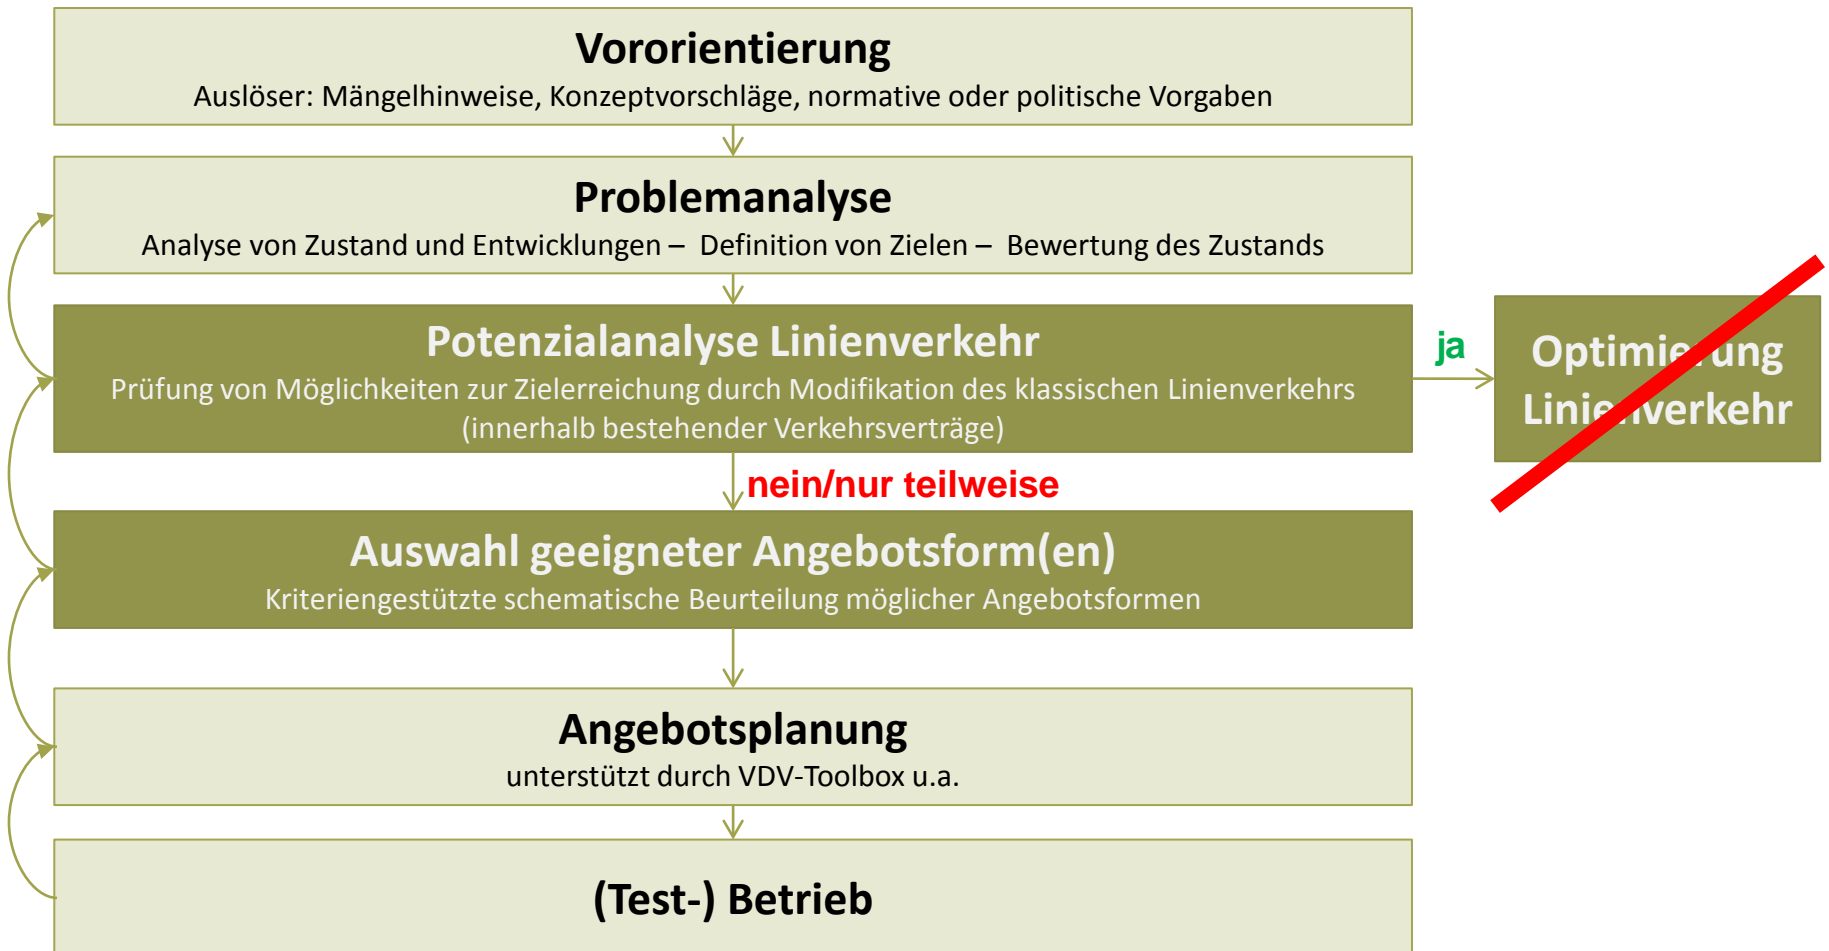 Vororientierung
Auslöser: Mängelhinweise, Konzeptvorschläge, normative oder politische Vorgaben
Problemanalyse
Analyse von Zustand und Entwicklungen – Definition von Zielen – Bewertung des Zustands
Potenzialanalyse Linienverkehr
Prüfung von Möglichkeiten zur Zielerreichung durch Modifikation des klassischen Linienverkehrs
(innerhalb bestehender Verkehrsverträge)
ja
Optimierung
Linienverkehr
nein/nur teilweise
Auswahl geeigneter Angebotsform(en)
Kriteriengestützte schematische Beurteilung möglicher Angebotsformen
Angebotsplanung
unterstützt durch VDV-Toolbox u.a.
(Test-) Betrieb